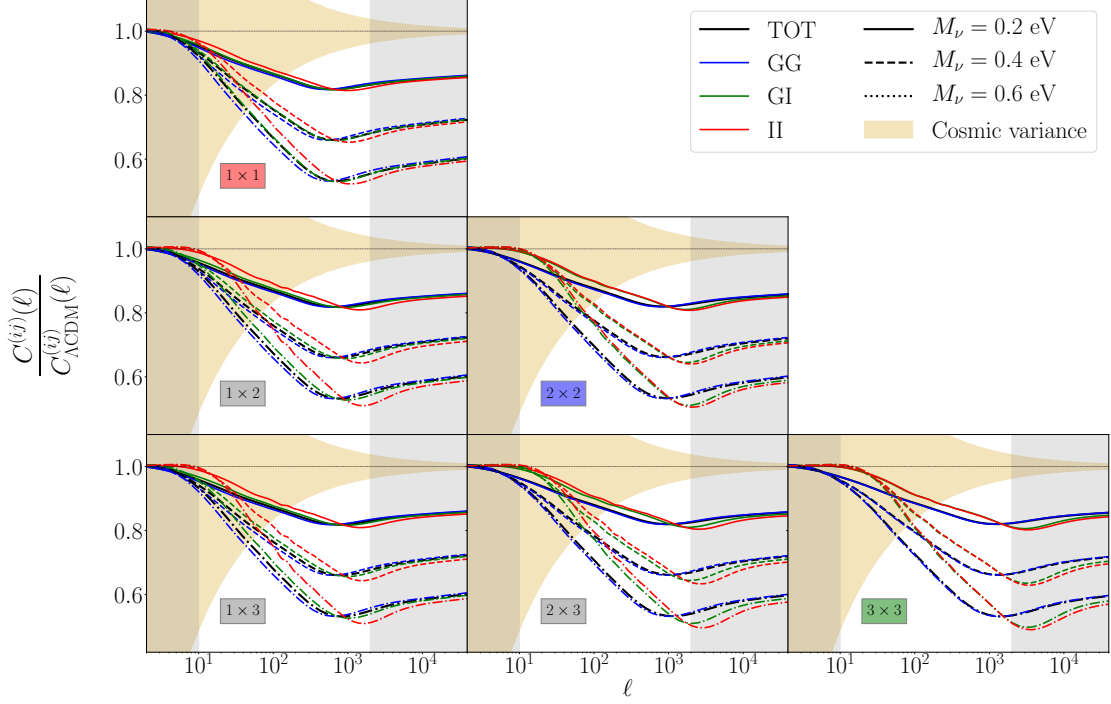 1.0
0.8
0.6
1 × 1
TOT
GG
GI
II
M_ν = 0.2 eV
M_ν = 0.4 eV
M_ν = 0.6 eV
Cosmic variance
C^{(ij)}(ℓ)
C^{(ij)}_{ΛCDM}(ℓ)
1.0
0.8
0.6
1 × 2
2 × 2
1.0
0.8
0.6
1 × 3
2 × 3
3 × 3
10^1 10^2 10^3 10^4
10^1 10^2 10^3 10^4
10^1 10^2 10^3 10^4
ℓ